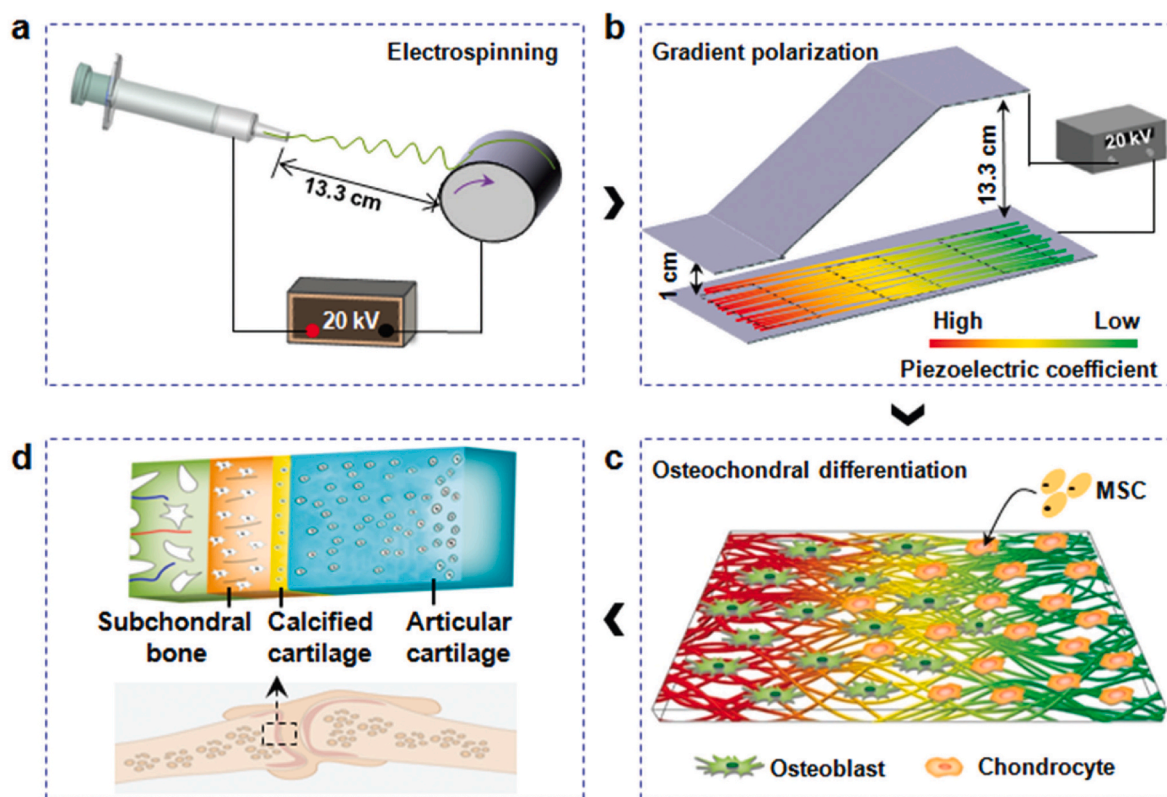 a
Electrospinning
13.3 cm
20 kV
b
Gradient polarization
20 kV
13.3 cm
1 cm
High Low
Piezoelectric coefficient
d
Subchondral
bone
Calcified
cartilage
Articular
cartilage
c
Osteochondral differentiation
MSC
Osteoblast
Chondrocyte